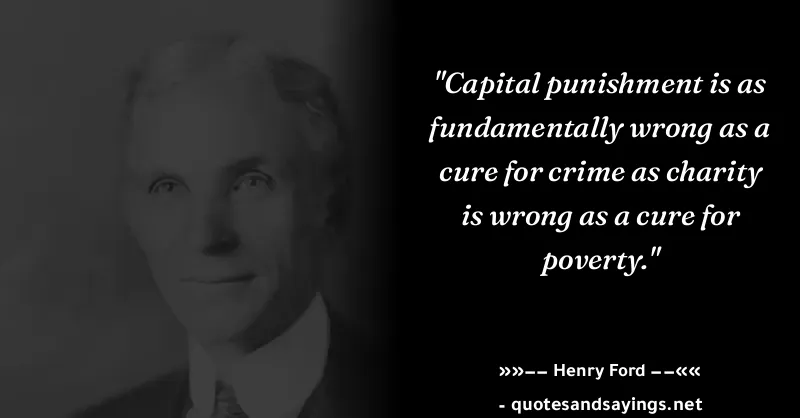 "Capital punishment is as
fundamentally wrong as a
cure for crime as charity
is wrong as a cure for
poverty."
»»−− Henry Ford −−««
- quotesandsayings.net